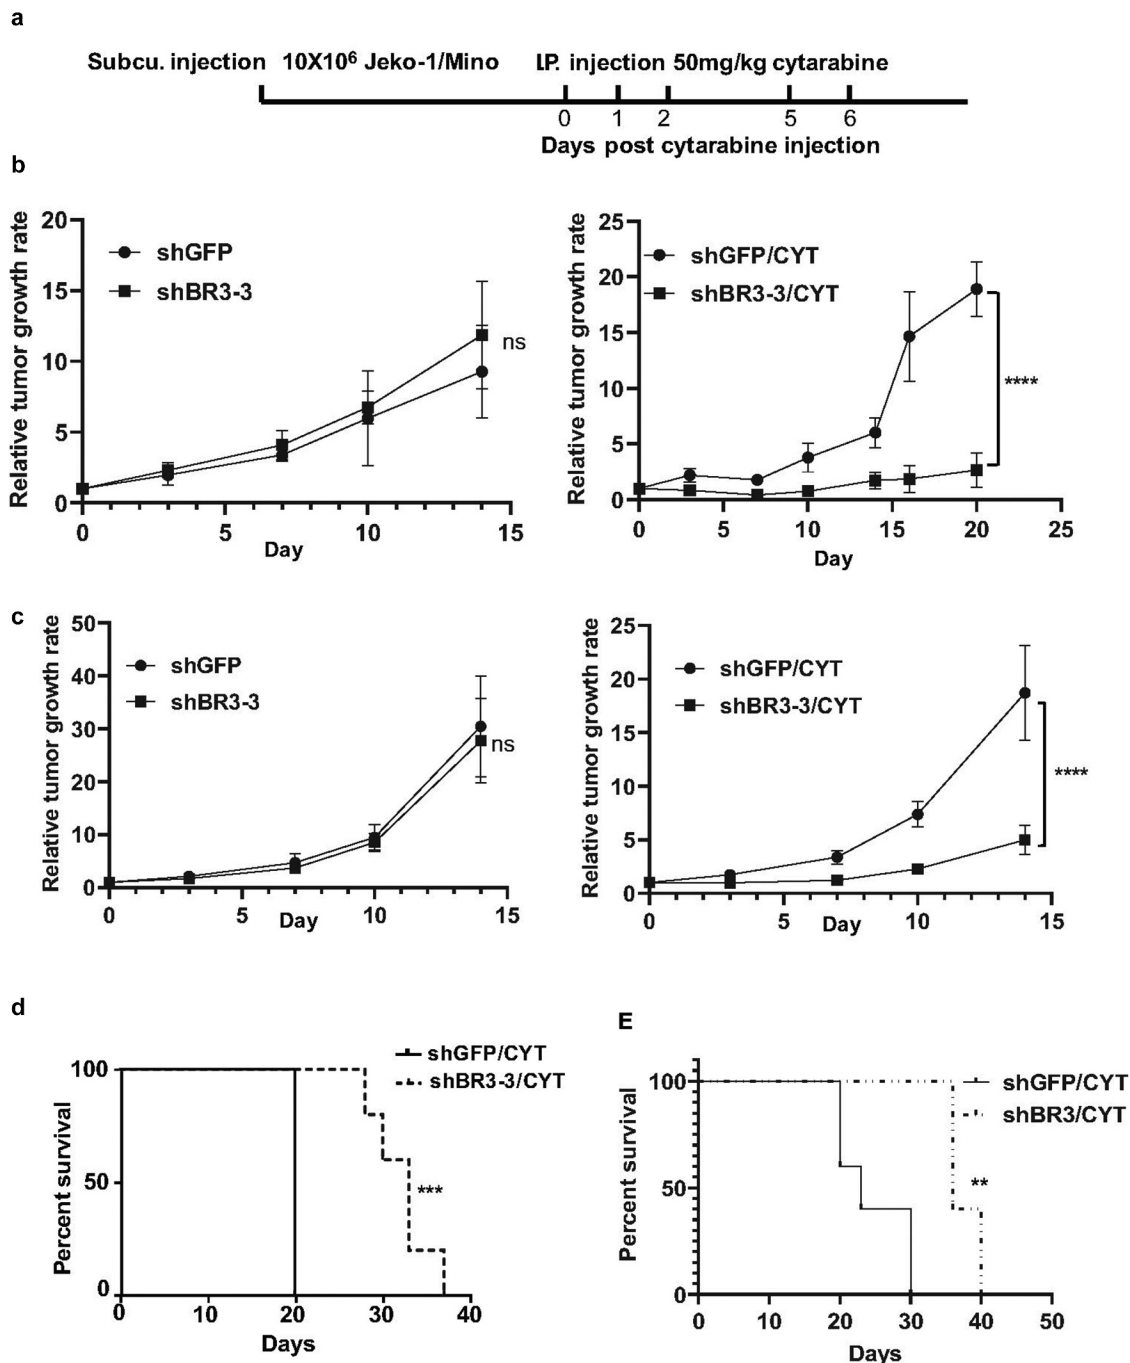 a
Subcu. injection 10X10⁶ Jeko-1/Mino I.P. injection 50mg/kg cytarabine
0 1 2 5 6
Days post cytarabine injection
b
Relative tumor growth rate
20
15
10
5
0
shGFP
shBR3-3
ns
0 5 10 15
Day
Relative tumor growth rate
25
20
15
10
5
0
shGFP/CYT
shBR3-3/CYT
****
0 5 10 15 20 25
Day
c
Relative tumor growth rate
50
40
30
20
10
0
shGFP
shBR3-3
ns
0 5 10 15
Day
Relative tumor growth rate
25
20
15
10
5
0
shGFP/CYT
shBR3-3/CYT
****
0 5 10 15
Day
d
Percent survival
100
50
0
shGFP/CYT
shBR3-3/CYT
***
0 10 20 30 40
Days
E
Percent survival
100
50
0
shGFP/CYT
shBR3/CYT
**
0 10 20 30 40 50
Days